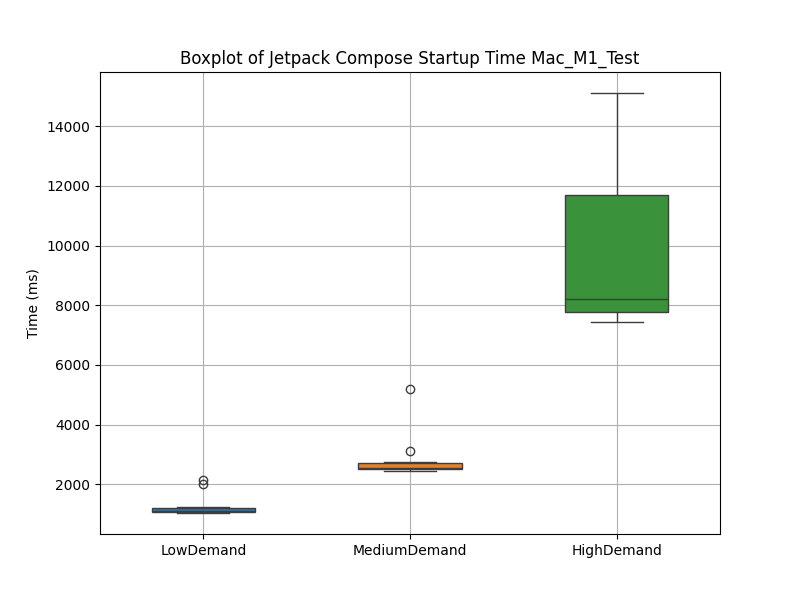 Boxplot of Jetpack Compose Startup Time Mac_M1_Test
14000
12000
10000
8000
6000
4000
2000
Time (ms)
LowDemand
MediumDemand
HighDemand